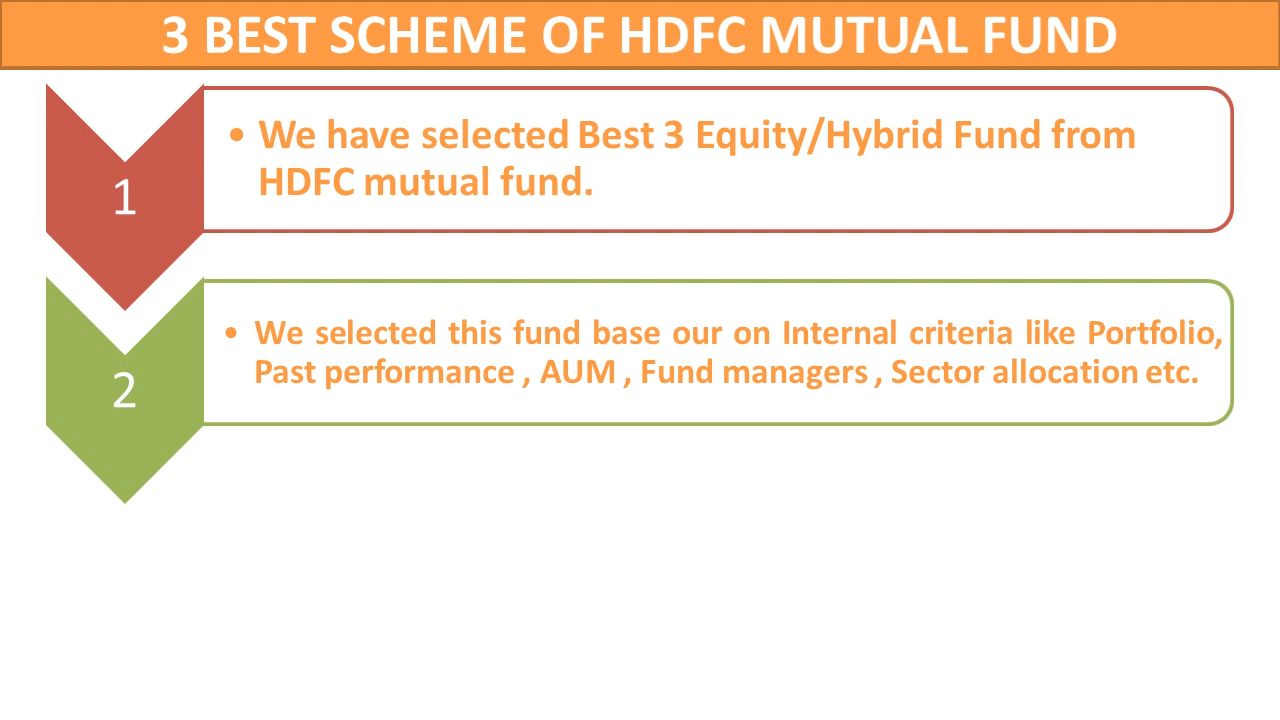 3 BEST SCHEME OF HDFC MUTUAL FUND
1
• We have selected Best 3 Equity/Hybrid Fund from
HDFC mutual fund.
2
• We selected this fund base our on Internal criteria like Portfolio,
Past performance , AUM , Fund managers , Sector allocation etc.